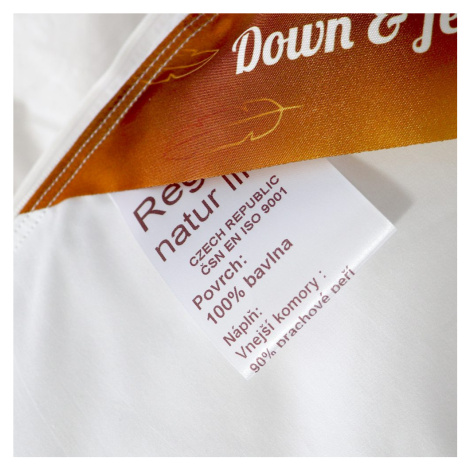 Down & fe
Reg
natur li
CZECH REPUBLIC
ČSN EN ISO 9001
Povrch:
100% bavlna
Náplň:
Vnejší komory :
90% prachové peří